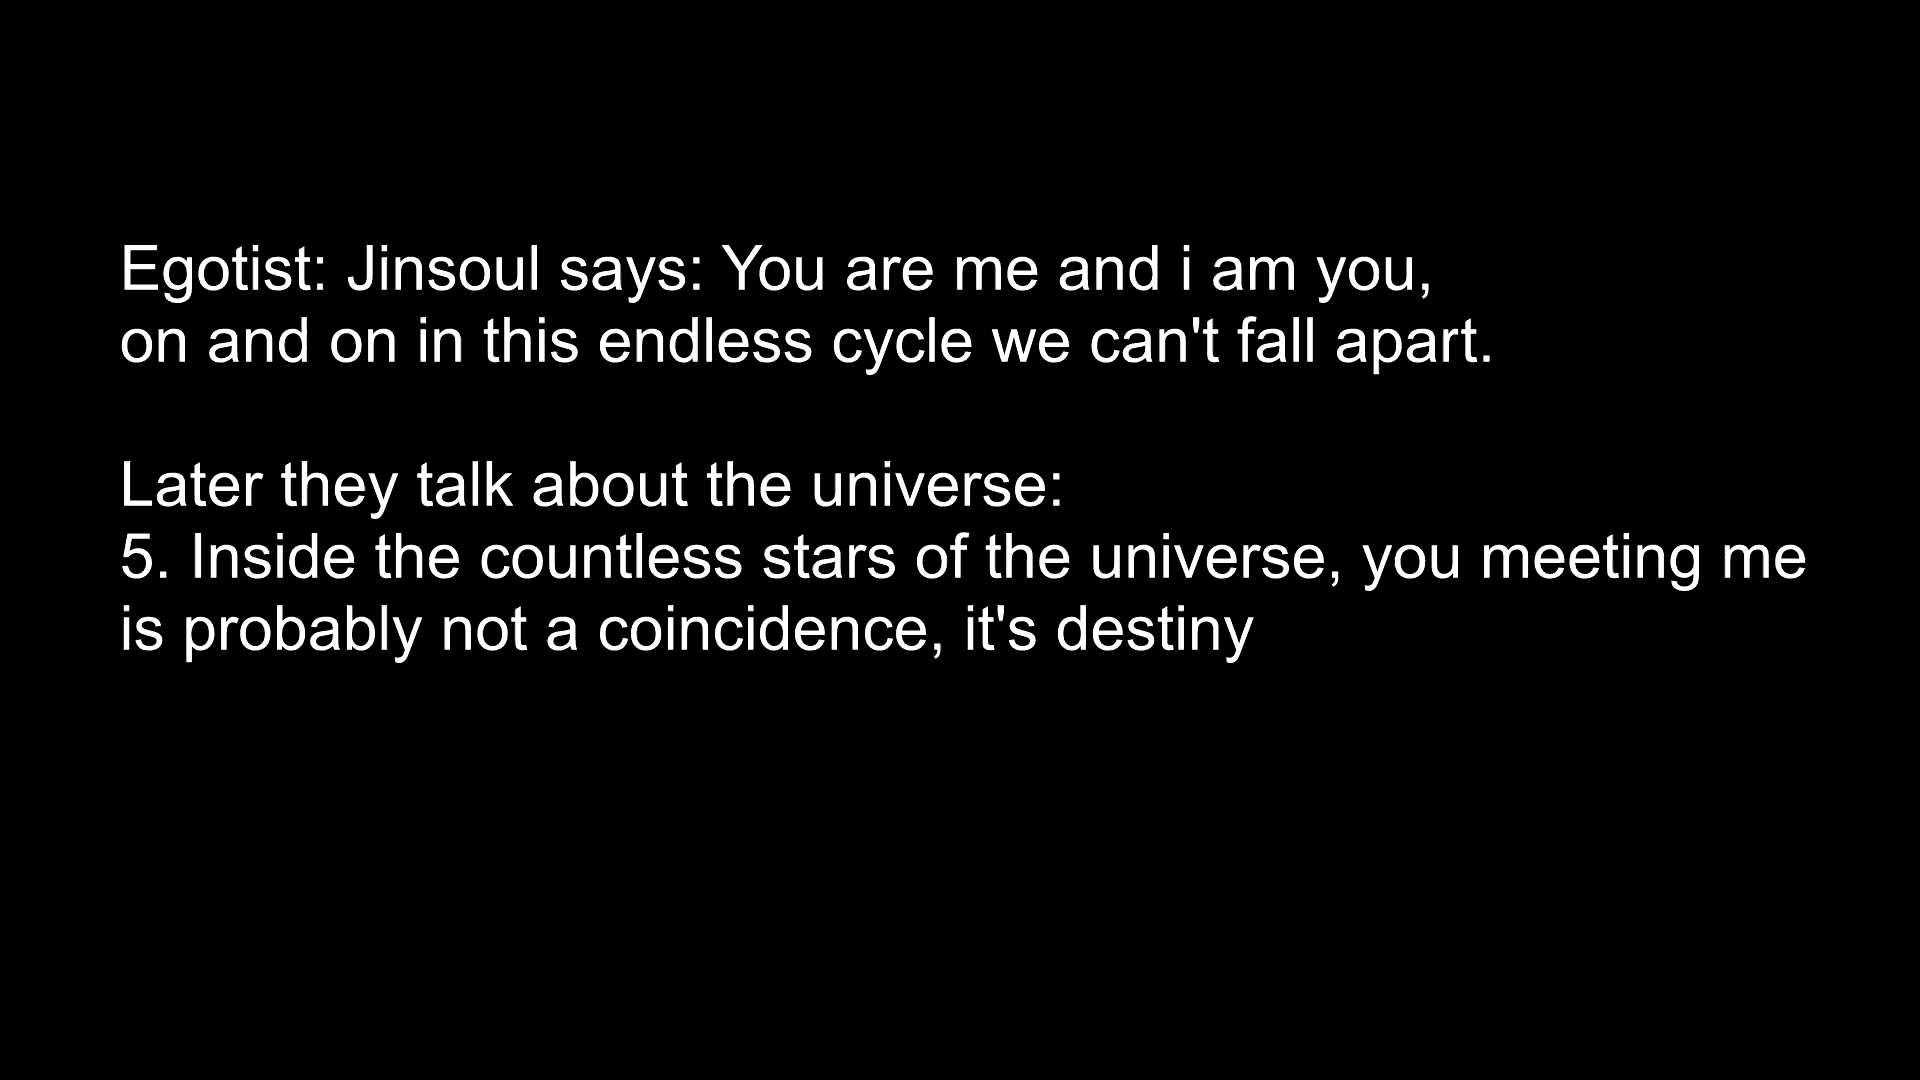 Egotist: Jinsoul says: You are me and i am you,
on and on in this endless cycle we can't fall apart.
Later they talk about the universe:
5. Inside the countless stars of the universe, you meeting me
is probably not a coincidence, it's destiny